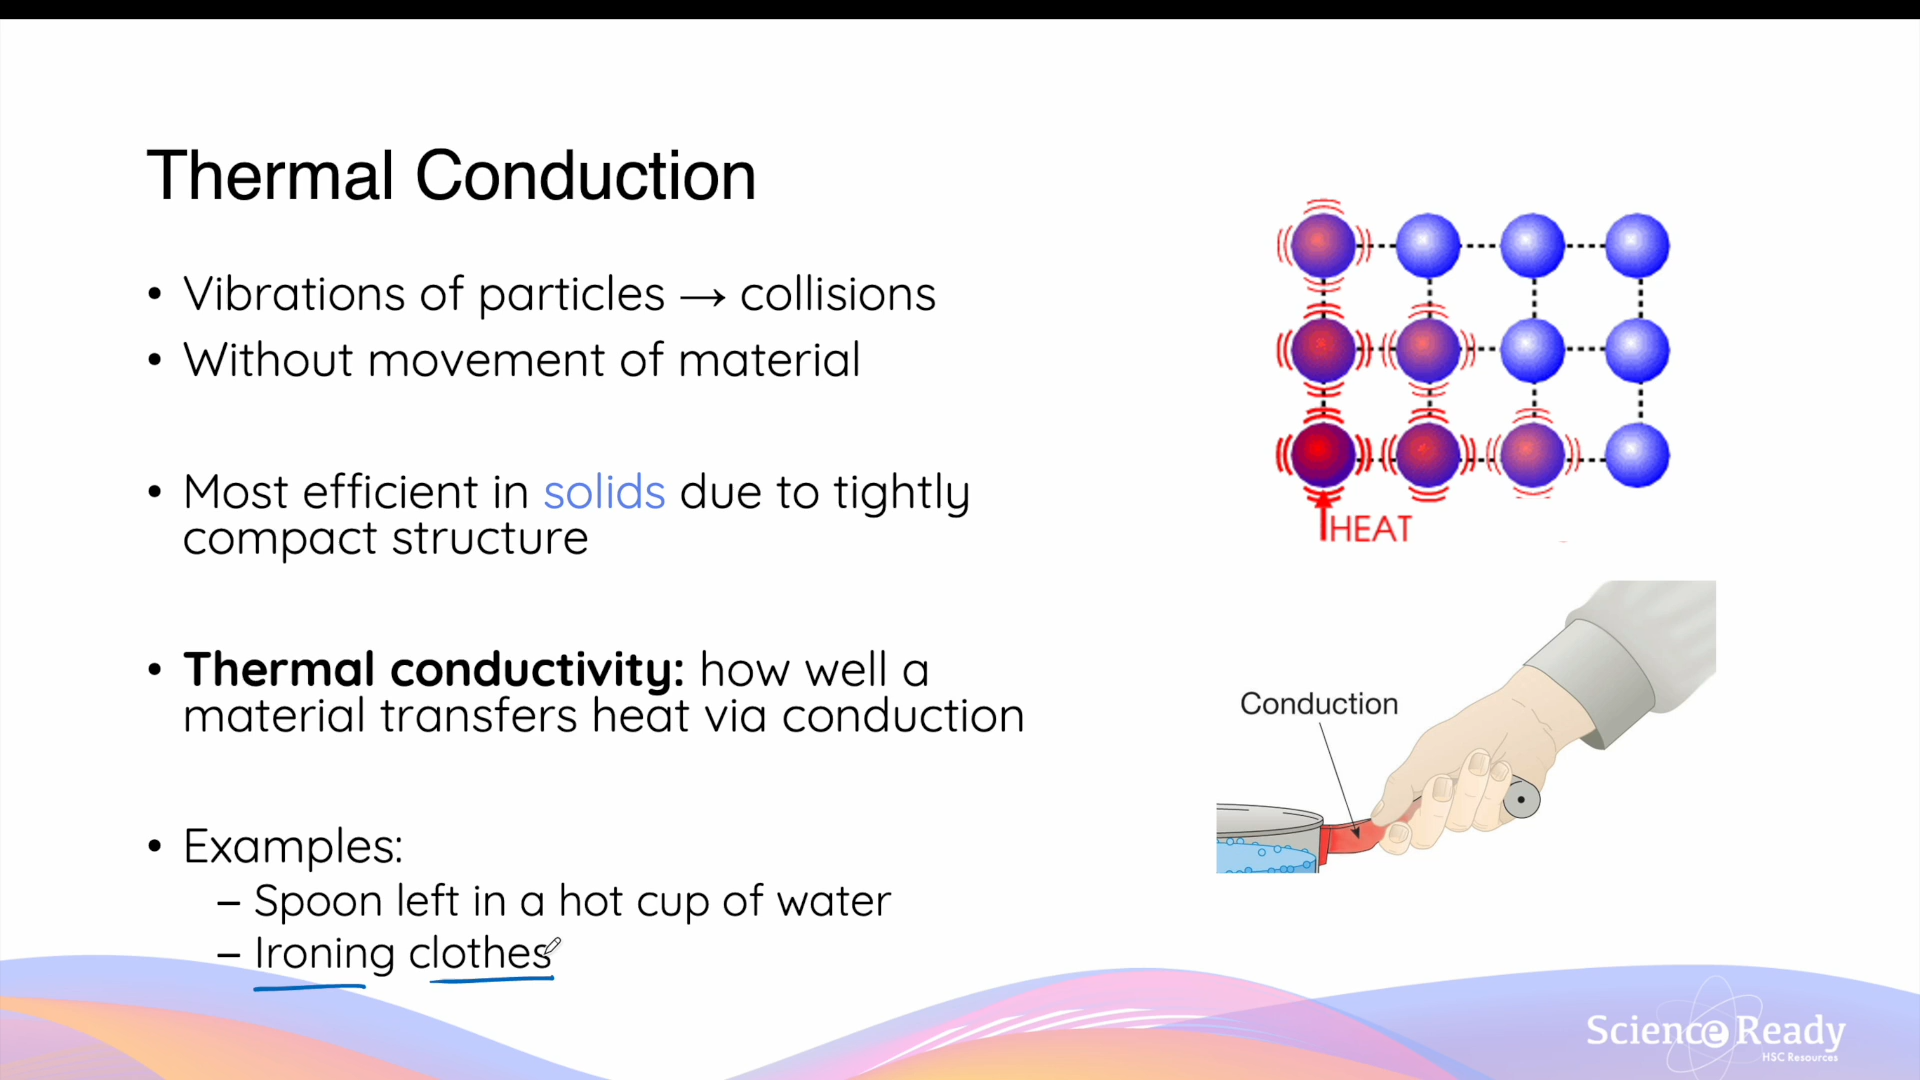 Thermal Conduction
• Vibrations of particles → collisions
• Without movement of material
• Most efficient in solids due to tightly
compact structure
• Thermal conductivity: how well a
material transfers heat via conduction
• Examples:
– Spoon left in a hot cup of water
– Ironing clothes
HEAT
Conduction
Science Ready
HSC Resources